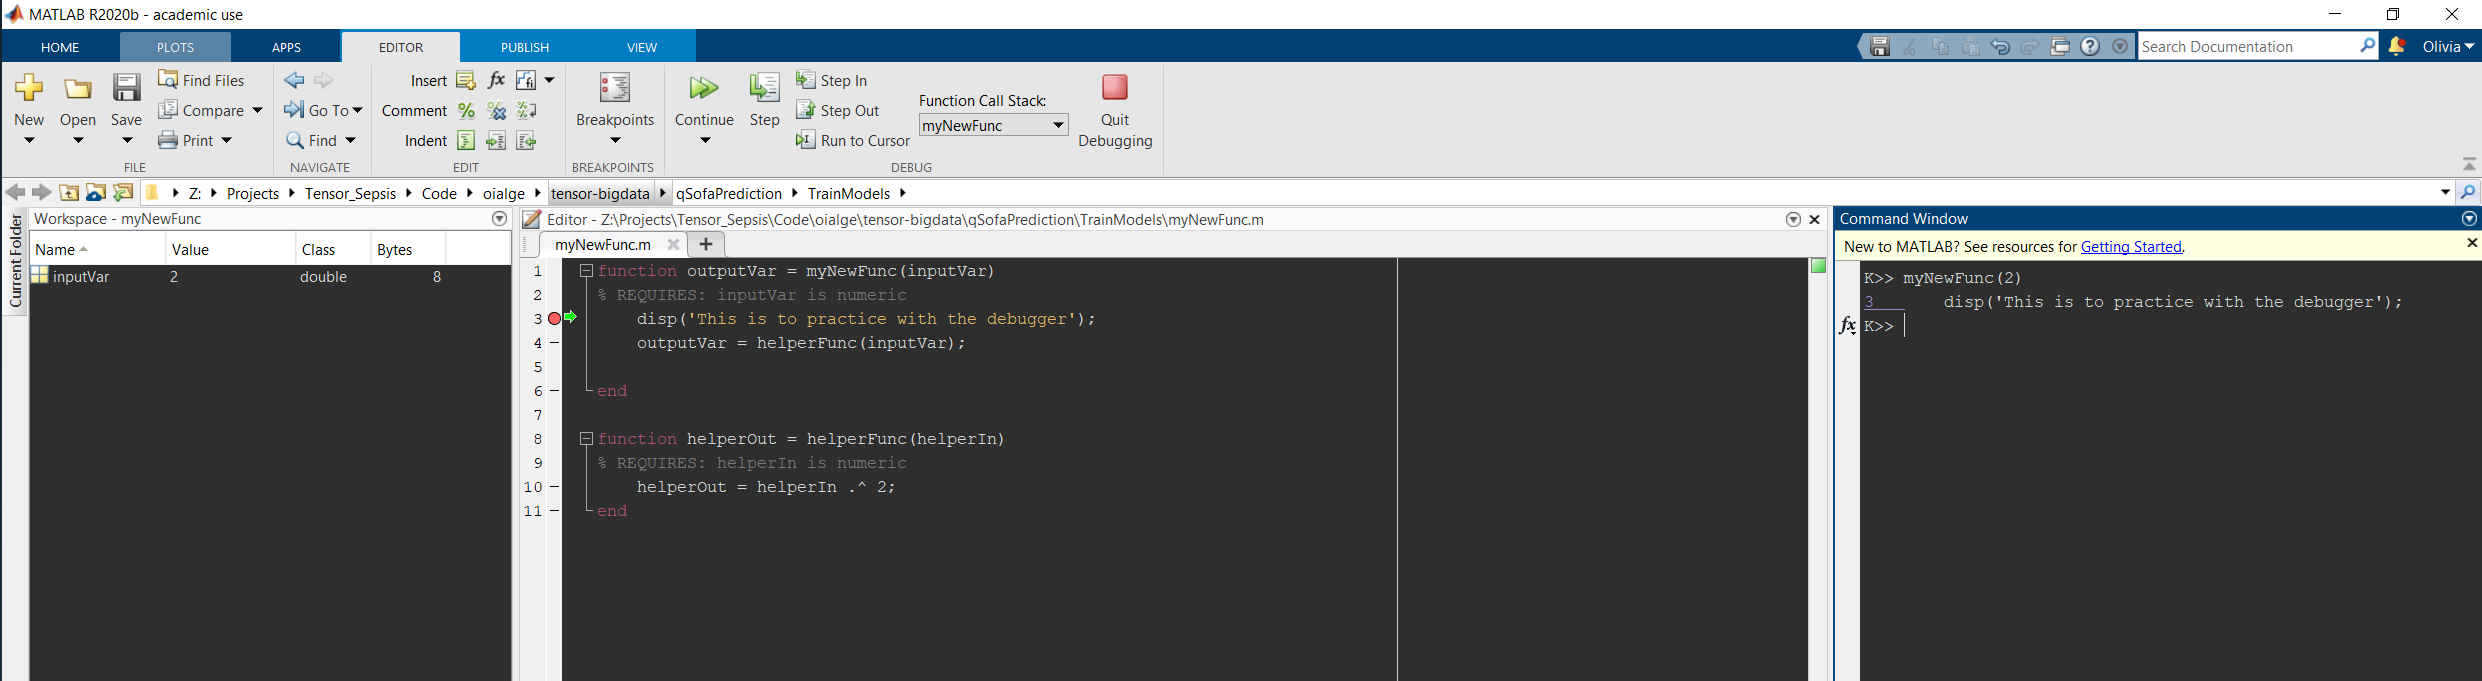 MATLAB R2020b - academic use
HOME PLOTS APPS EDITOR PUBLISH VIEW
Search Documentation
Olivia
New
Open
Save
Find Files
Compare
Print
FILE
Go To
Find
NAVIGATE
Insert
Comment
Indent
fx
fi
EDIT
Breakpoints
BREAKPOINTS
Continue
Step
Step In
Step Out
Run to Cursor
Function Call Stack:
myNewFunc
Quit
Debugging
DEBUG
Z: Projects Tensor_Sepsis Code oialge tensor-bigdata qSofaPrediction TrainModels
Current Folder
Workspace - myNewFunc
Name Value Class Bytes
inputVar 2 double 8
Editor - Z:\Projects\Tensor_Sepsis\Code\oialge\tensor-bigdata\qSofaPrediction\TrainModels\myNewFunc.m
myNewFunc.m
1 function outputVar = myNewFunc(inputVar)
2 % REQUIRES: inputVar is numeric
3 disp('This is to practice with the debugger');
4 outputVar = helperFunc(inputVar);
5
6 end
7
8 function helperOut = helperFunc(helperIn)
9 % REQUIRES: helperIn is numeric
10 helperOut = helperIn .^ 2;
11 end
Command Window
New to MATLAB? See resources for Getting Started.
K>> myNewFunc(2)
3 disp('This is to practice with the debugger');
fx K>>